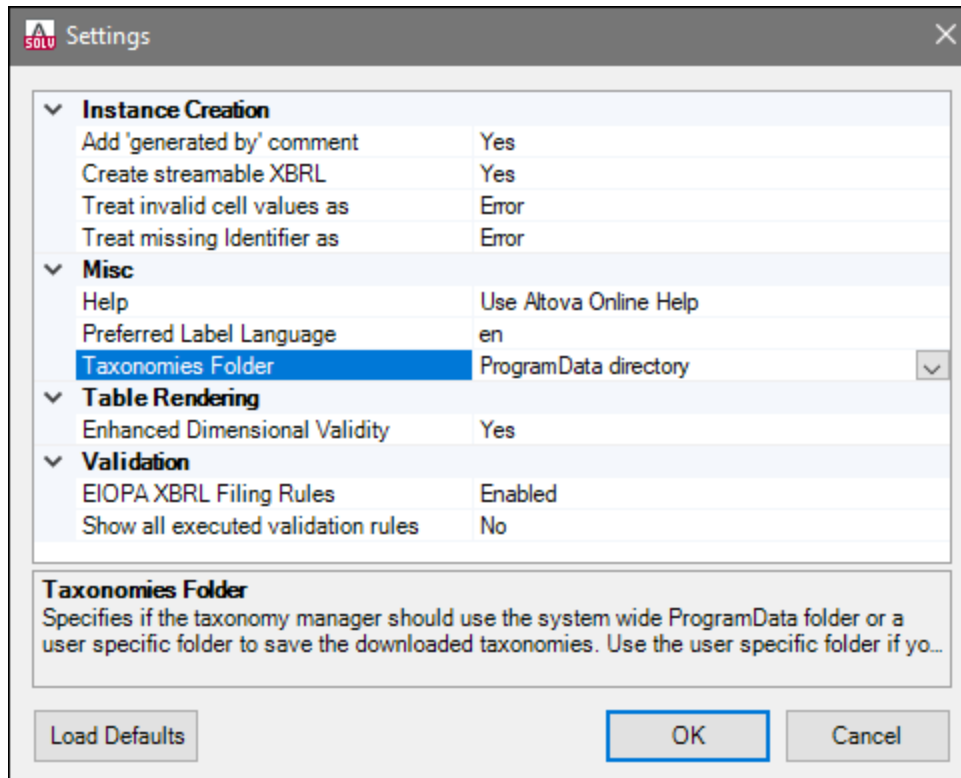 A
SOLV
Settings
Instance Creation
Add 'generated by' comment Yes
Create streamable XBRL Yes
Treat invalid cell values as Error
Treat missing Identifier as Error
Misc
Help Use Altova Online Help
Preferred Label Language en
Taxonomies Folder ProgramData directory
Table Rendering
Enhanced Dimensional Validity Yes
Validation
EIOPA XBRL Filing Rules Enabled
Show all executed validation rules No
Taxonomies Folder
Specifies if the taxonomy manager should use the system wide ProgramData folder or a
user specific folder to save the downloaded taxonomies. Use the user specific folder if yo...
Load Defaults OK Cancel